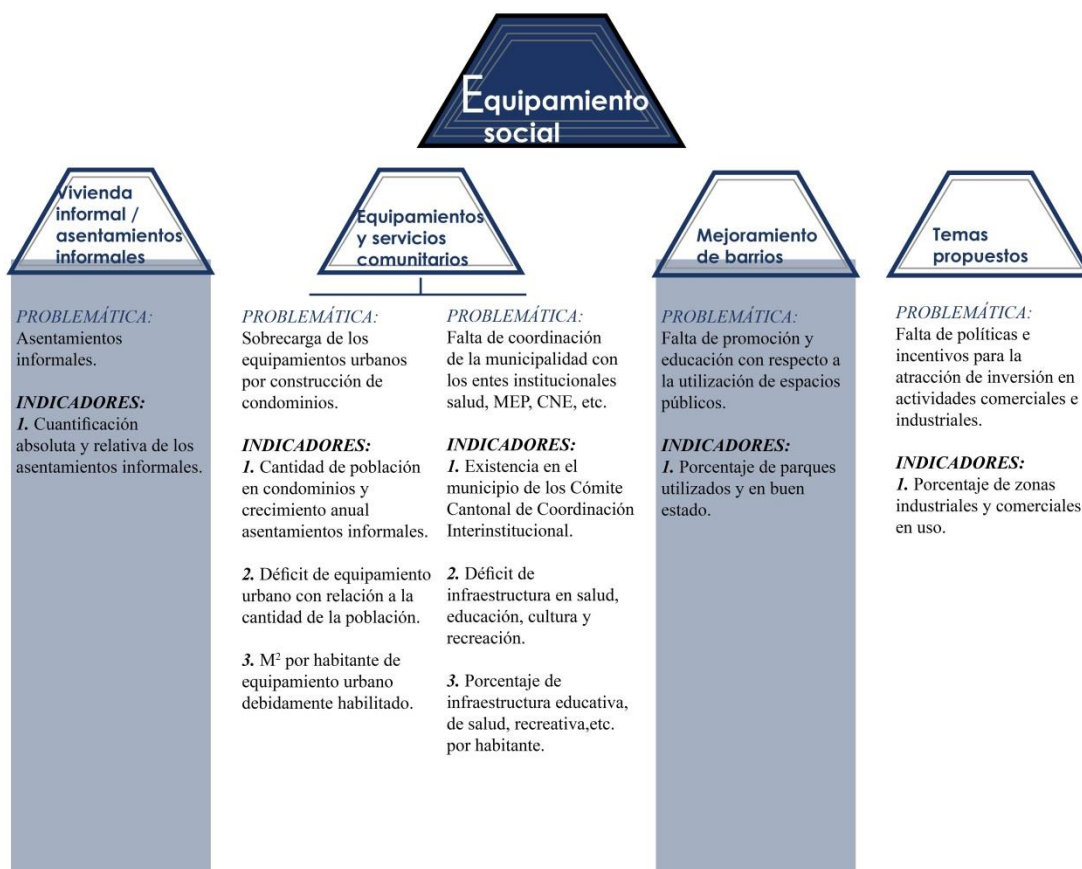 Equipamiento
social
Vivienda
informal /
asentamientos
informales
PROBLEMÁTICA:
Asentamientos
informales.
INDICADORES:
1. Cuantificación
absoluta y relativa de los
asentamientos informales.
Equipamientos
y servicios
comunitarios
PROBLEMÁTICA:
Sobrecarga de los
equipamientos urbanos
por construcción de
condominios.
INDICADORES:
1. Cantidad de población
en condominios y
crecimiento anual
asentamientos informales.
2. Déficit de equipamiento
urbano con relación a la
cantidad de la población.
3. M² por habitante de
equipamiento urbano
debidamente habilitado.
PROBLEMÁTICA:
Falta de coordinación
de la municipalidad con
los entes institucionales
salud, MEP, CNE, etc.
INDICADORES:
1. Existencia en el
municipio de los Cómite
Cantonal de Coordinación
Interinstitucional.
2. Déficit de
infraestructura en salud,
educación, cultura y
recreación.
3. Porcentaje de
infraestructura educativa,
de salud, recreativa,etc.
por habitante.
Mejoramiento
de barrios
PROBLEMÁTICA:
Falta de promoción y
educación con respecto a
la utilización de espacios
públicos.
INDICADORES:
1. Porcentaje de parques
utilizados y en buen
estado.
Temas
propuestos
PROBLEMÁTICA:
Falta de políticas e
incentivos para la
atracción de inversión en
actividades comerciales e
industriales.
INDICADORES:
1. Porcentaje de zonas
industriales y comerciales
en uso.